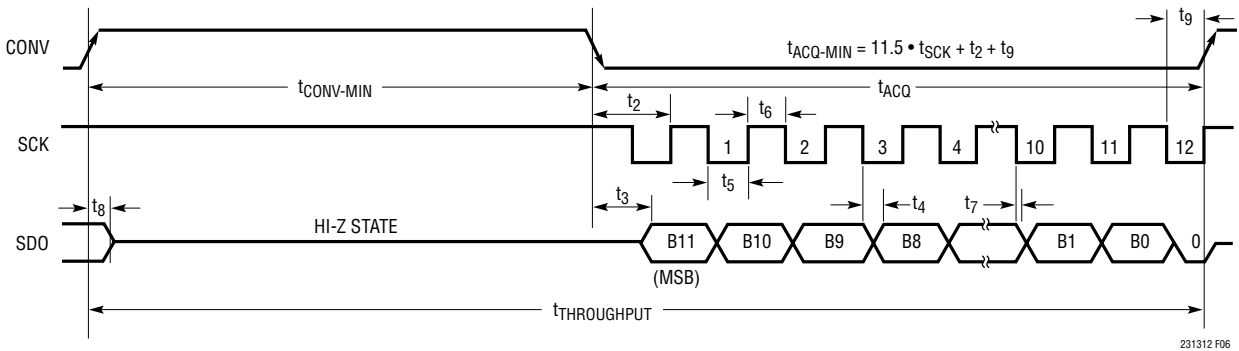 t9
CONV
tACQ-MIN = 11.5 • tSCK + t2 + t9
tCONV-MIN
tACQ
t2
t6
SCK
1 2 3 4 10 11 12
t5
t8
t3
t4
t7
SDO
HI-Z STATE
B11 B10 B9 B8 B1 B0 0
(MSB)
tTHROUGHPUT
231312 F06